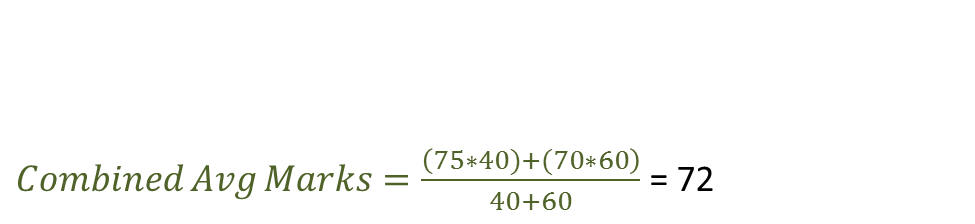 Combined Avg Marks = (75*40)+(70*60) / 40+60 = 72